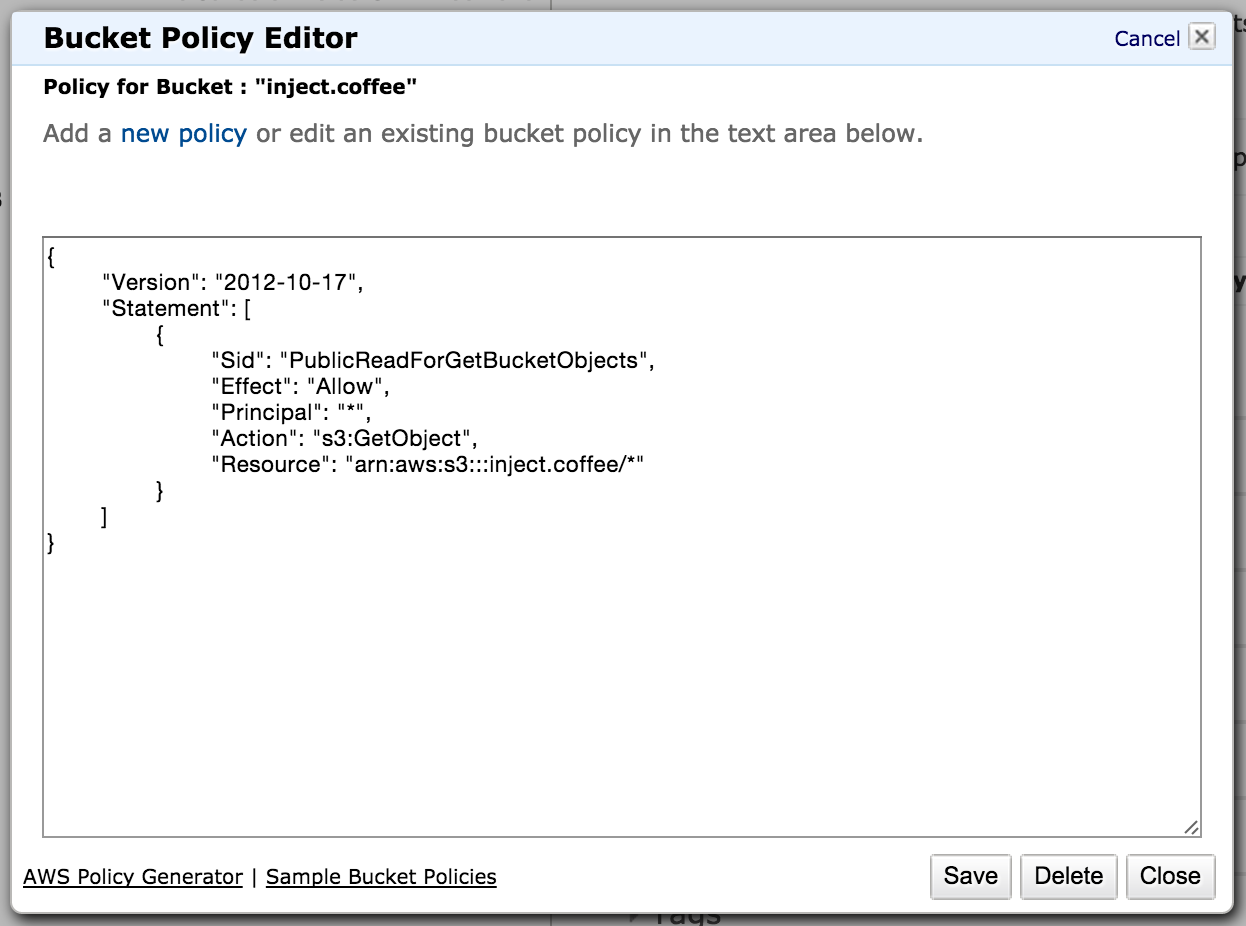 Bucket Policy Editor
Cancel
Policy for Bucket : "inject.coffee"
Add a new policy or edit an existing bucket policy in the text area below.
{
"Version": "2012-10-17",
"Statement": [
{
"Sid": "PublicReadForGetBucketObjects",
"Effect": "Allow",
"Principal": "*",
"Action": "s3:GetObject",
"Resource": "arn:aws:s3:::inject.coffee/*"
}
]
}
AWS Policy Generator | Sample Bucket Policies
Save Delete Close
Tags